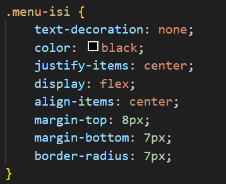 .menu-isi {
text-decoration: none;
color: black;
justify-items: center;
display: flex;
align-items: center;
margin-top: 8px;
margin-bottom: 7px;
border-radius: 7px;
}